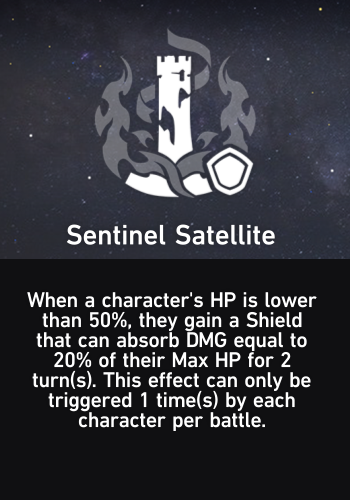 Sentinel Satellite
When a character's HP is lower
than 50%, they gain a Shield
that can absorb DMG equal to
20% of their Max HP for 2
turn(s). This effect can only be
triggered 1 time(s) by each
character per battle.